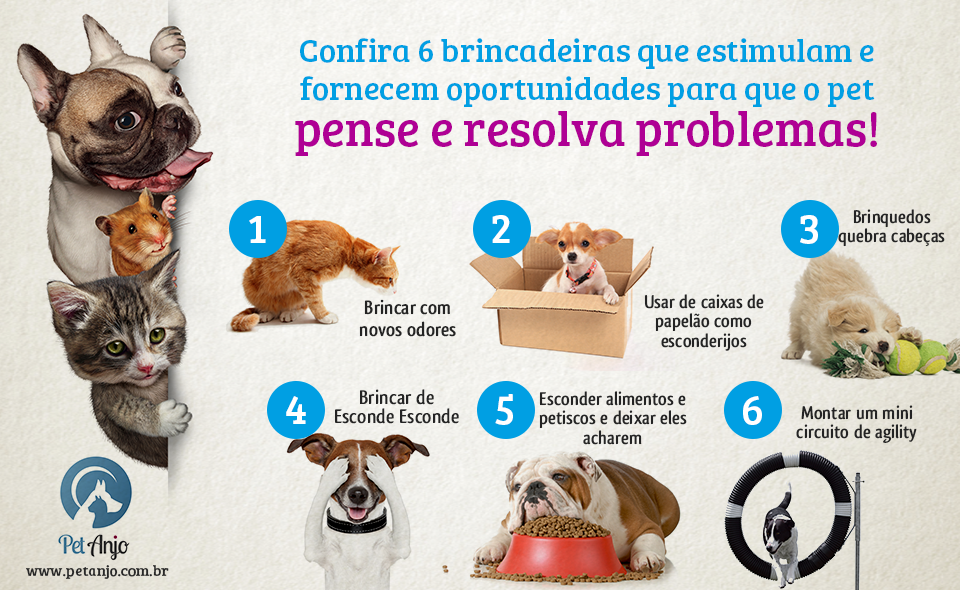 Confira 6 brincadeiras que estimulam e
fornecem oportunidades para que o pet
pense e resolva problemas!
1
Brincar com
novos odores
2
Usar de caixas de
papelão como
esconderijos
3
Brinquedos
quebra cabeças
4
Brincar de
Esconde Esconde
5
Esconder alimentos e
petiscos e deixar eles
acharem
6
Montar um mini
circuito de agility
Pet Anjo
www.petanjo.com.br